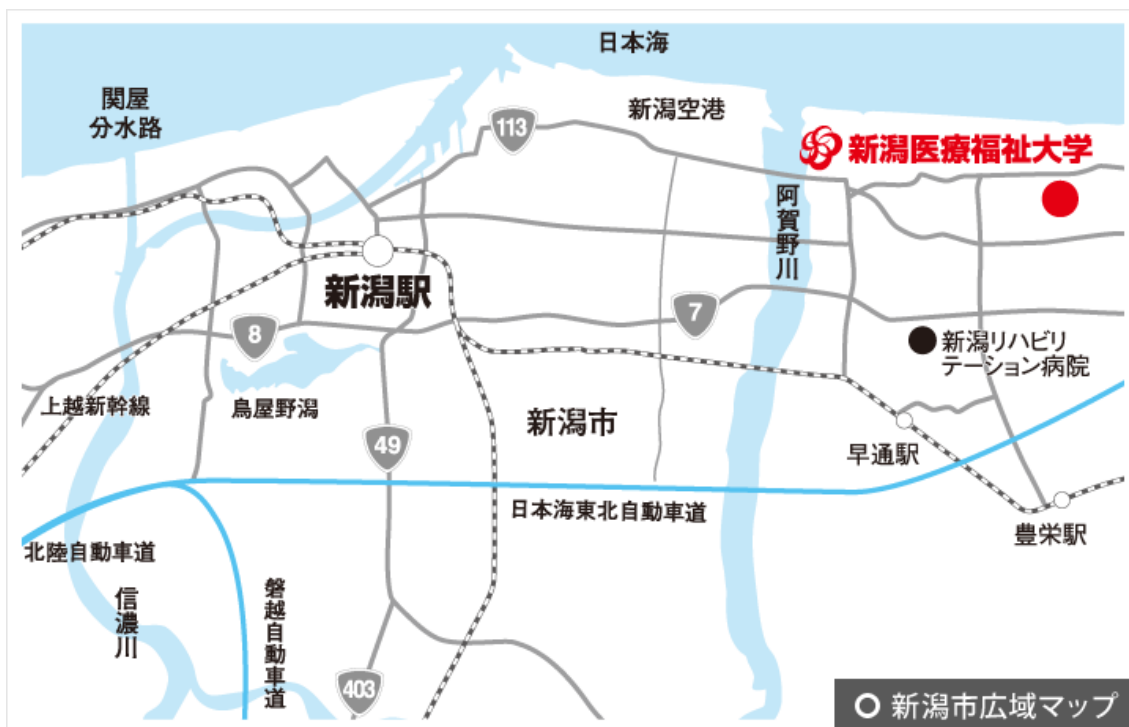 日本海
関屋
分水路
新潟空港
113
新潟医療福祉大学
阿賀野川
新潟駅
7
8
新潟リハビリ
テーション病院
上越新幹線
鳥屋野潟
新潟市
49
早通駅
日本海東北自動車道
豊栄駅
北陸自動車道
信濃川
磐越自動車道
403
新潟市広域マップ